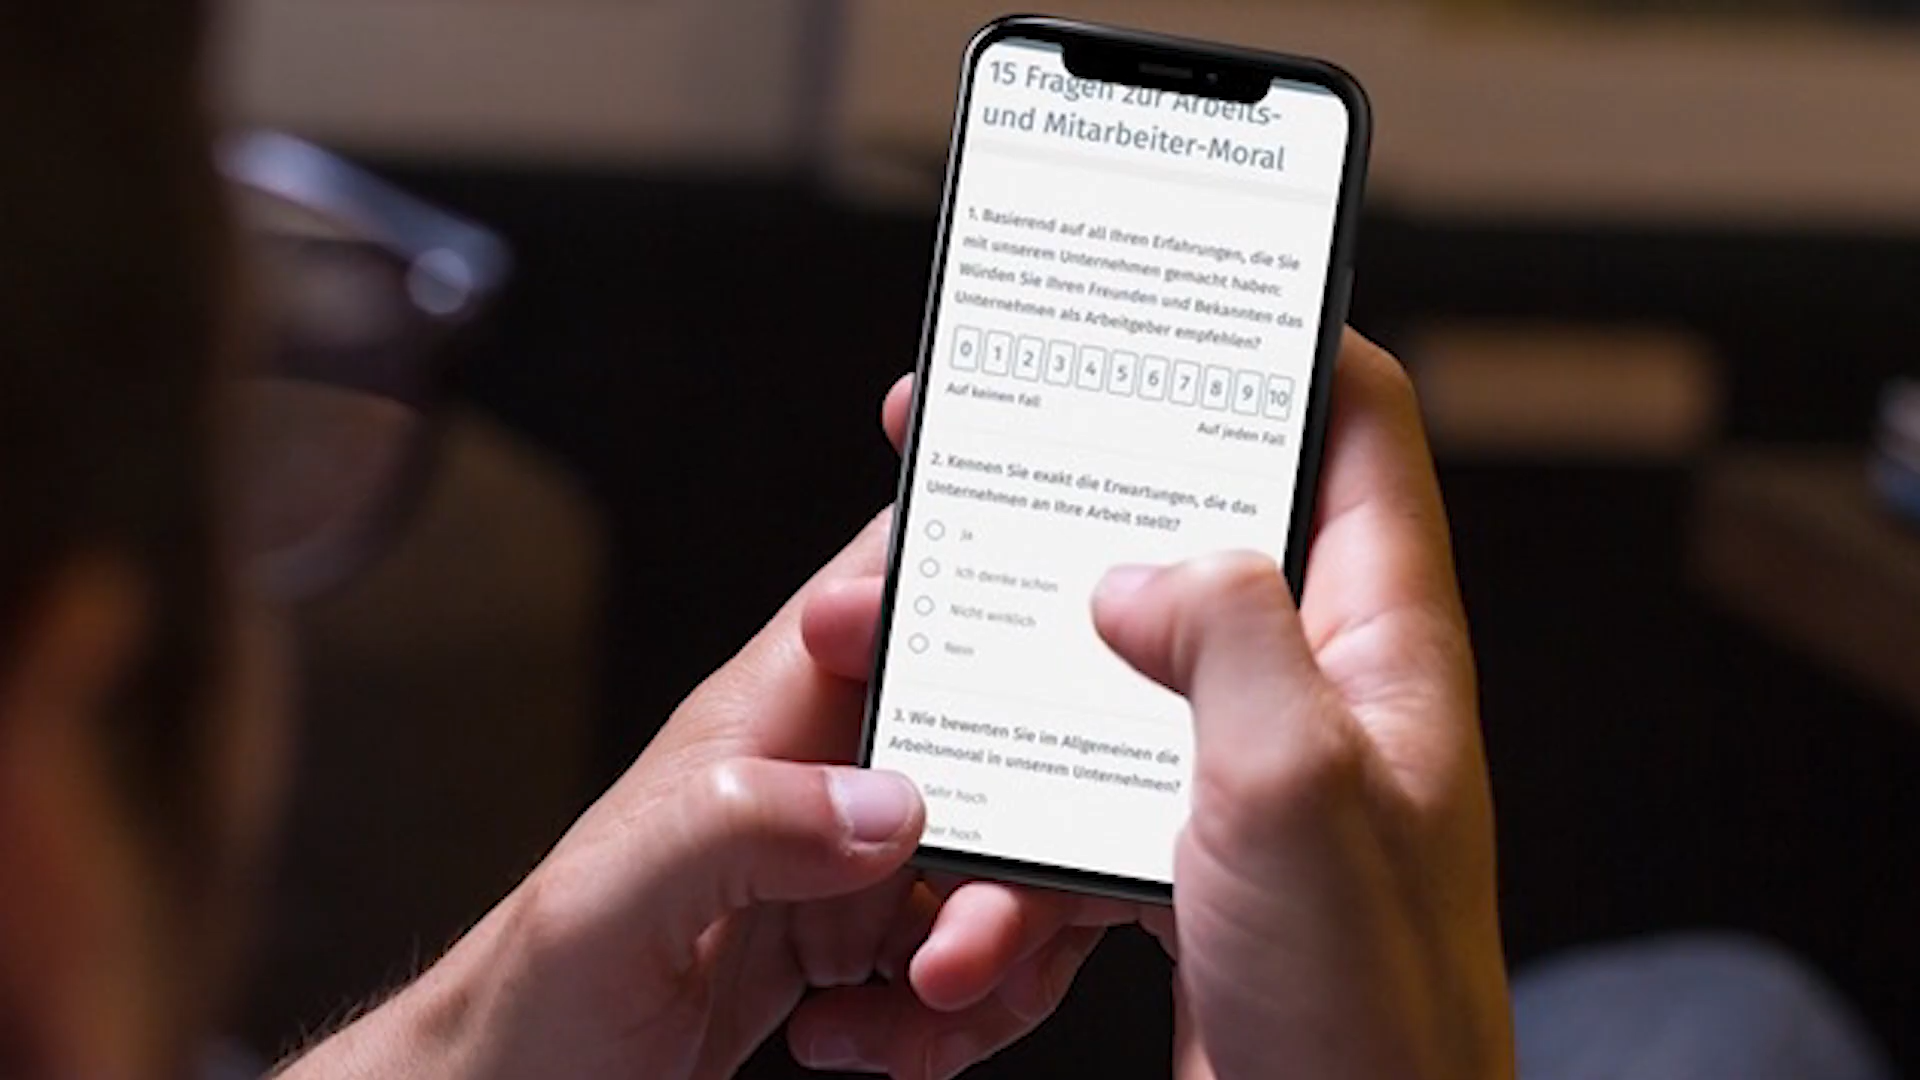 15 Fragen zur Arbeits-
und Mitarbeiter-Moral
1. Basierend auf all Ihren Erfahrungen, die Sie
mit unserem Unternehmen gemacht haben:
Würden Sie Ihren Freunden und Bekannten das
Unternehmen als Arbeitgeber empfehlen?
0 1 2 3 4 5 6 7 8 9 10
Auf keinen Fall
Auf jeden Fall
2. Kennen Sie exakt die Erwartungen, die das
Unternehmen an Ihre Arbeit stellt?
Ja
Ich denke schon
Nicht wirklich
Nein
3. Wie bewerten Sie im Allgemeinen die
Arbeitsmoral in unserem Unternehmen?
Sehr hoch
her hoch